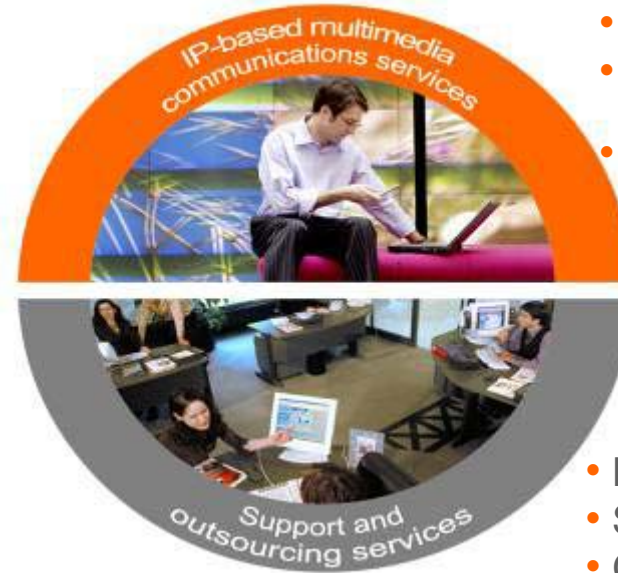 IP-based multimedia
communications services
Support and
outsourcing services